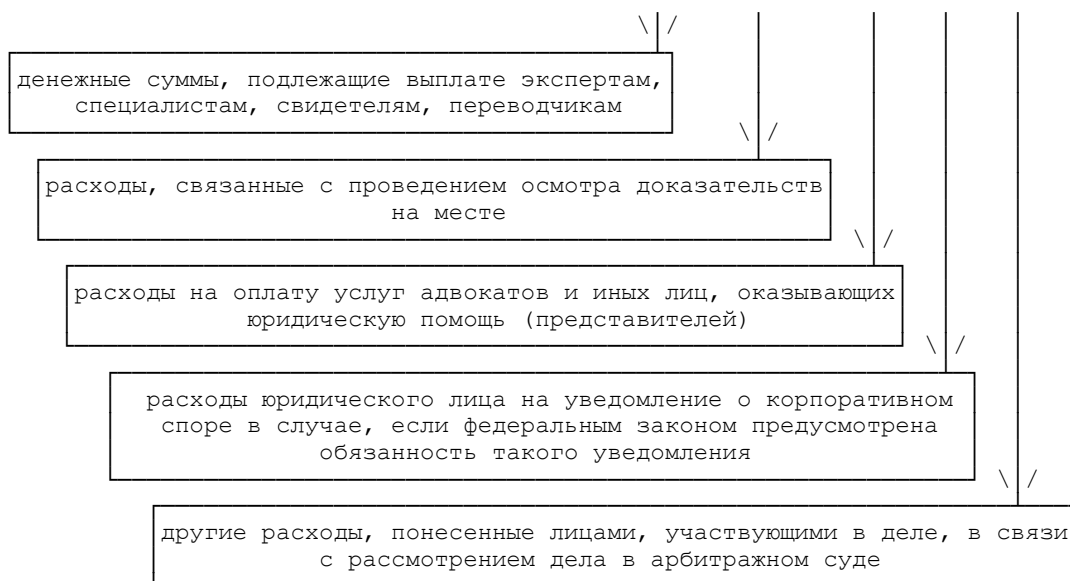 денежные суммы, подлежащие выплате экспертам,
специалистам, свидетелям, переводчикам
расходы, связанные с проведением осмотра доказательств
на месте
расходы на оплату услуг адвокатов и иных лиц, оказывающих
юридическую помощь (представителей)
расходы юридического лица на уведомление о корпоративном
споре в случае, если федеральным законом предусмотрена
обязанность такого уведомления
другие расходы, понесенные лицами, участвующими в деле, в связи
с рассмотрением дела в арбитражном суде